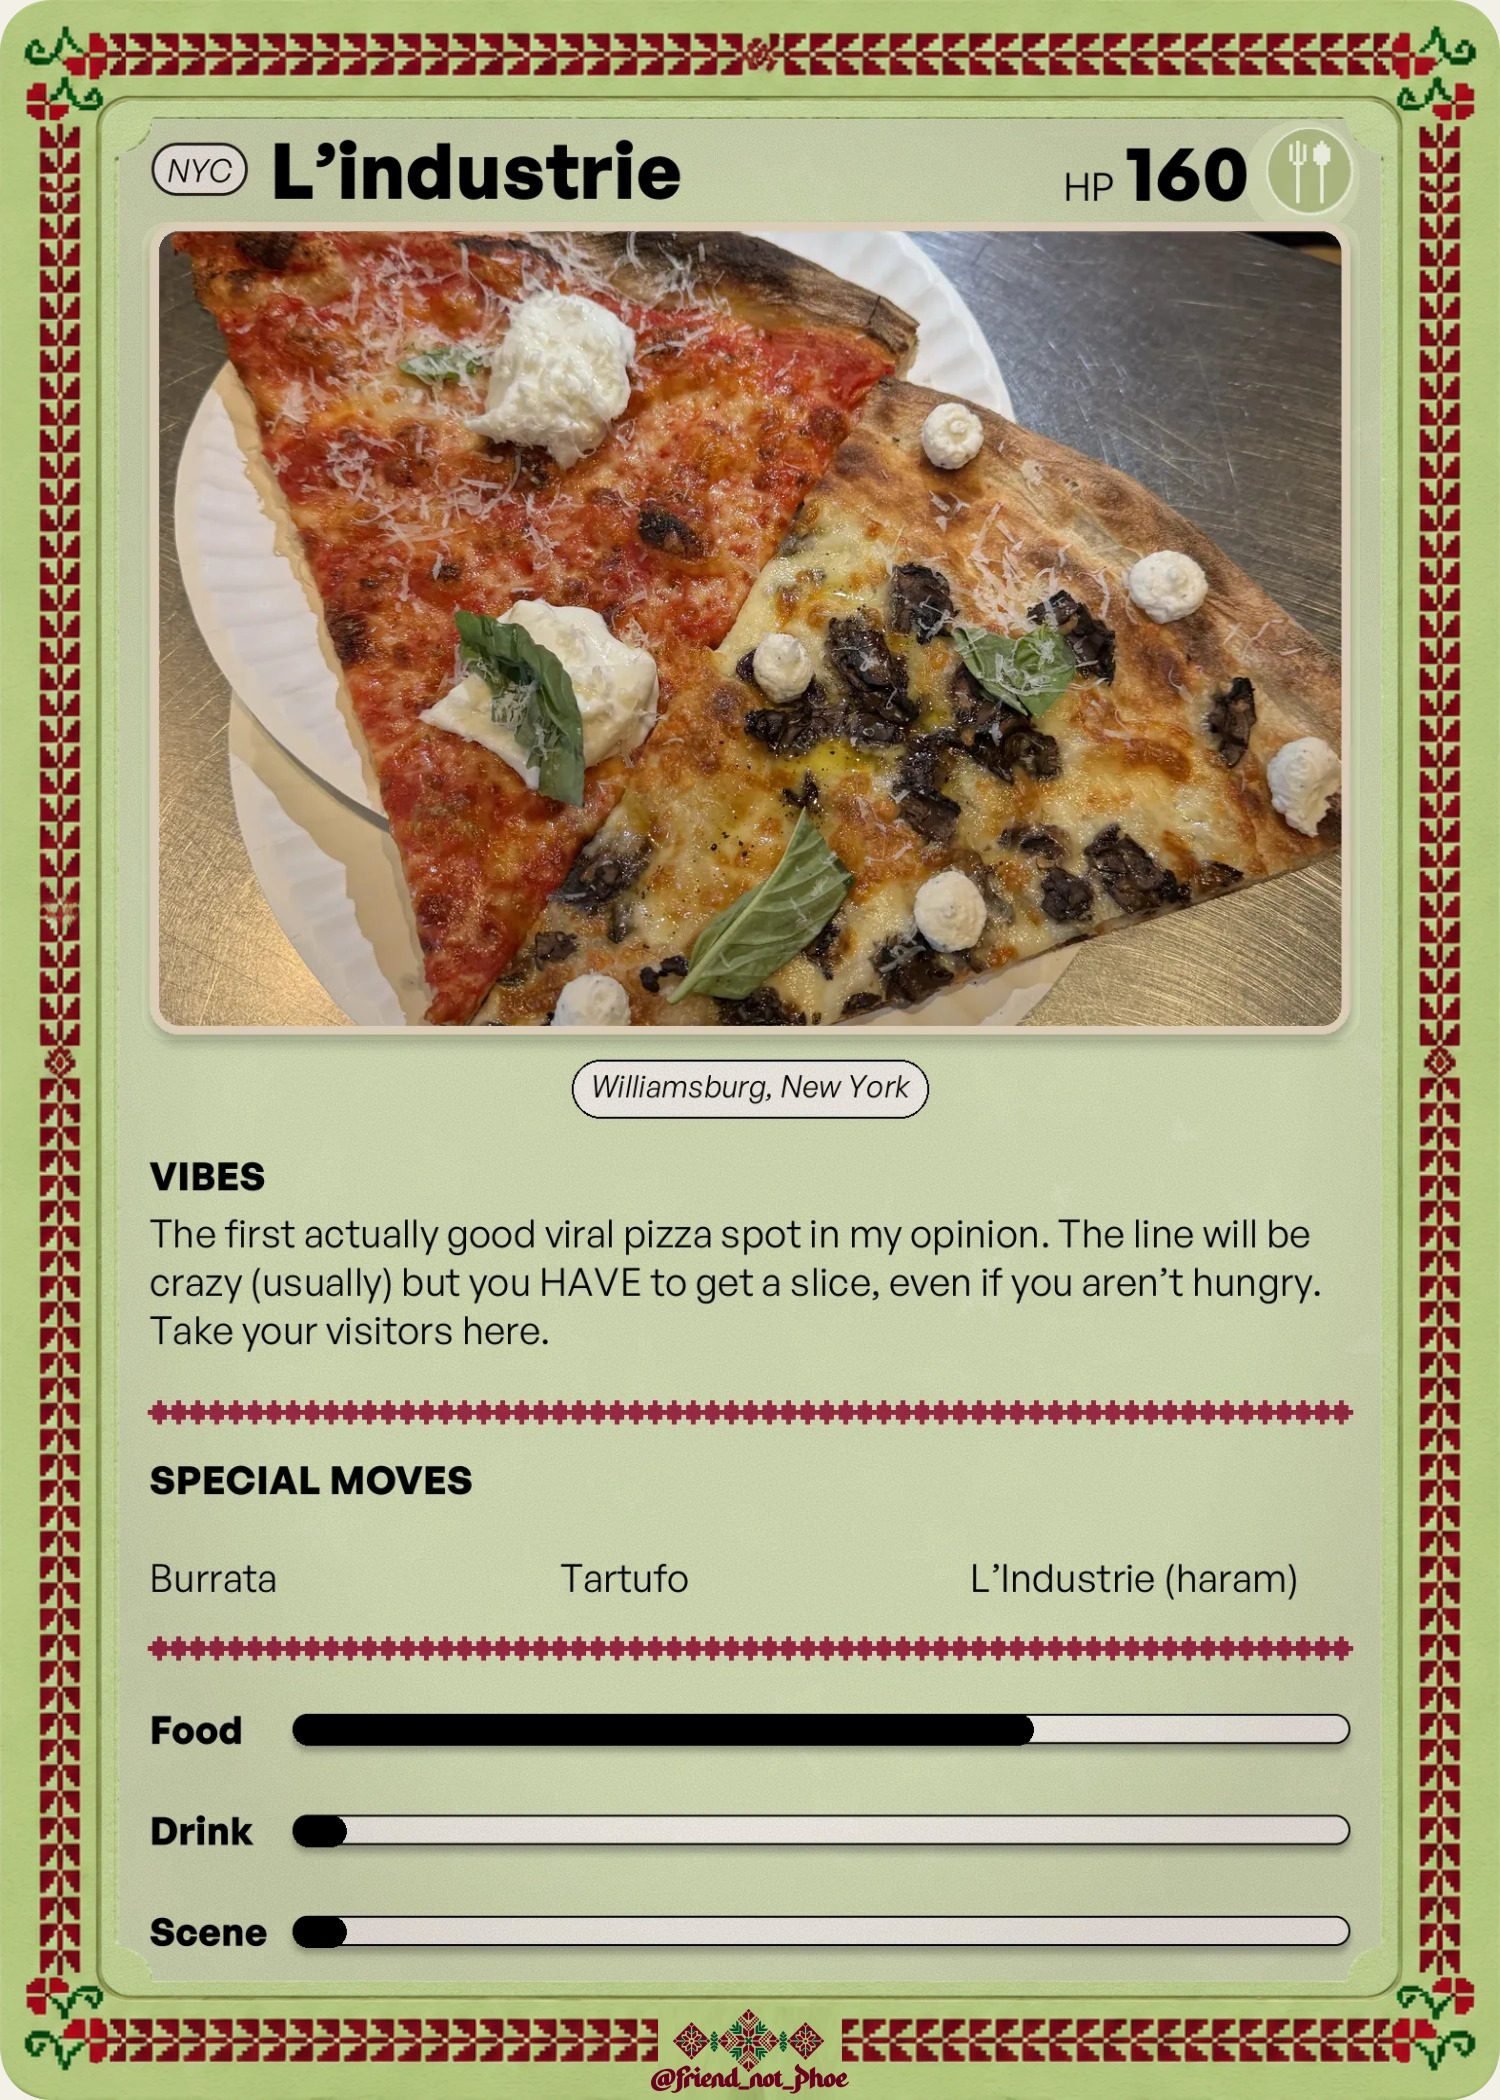 NYC L’industrie HP 160
Williamsburg, New York
VIBES
The first actually good viral pizza spot in my opinion. The line will be
crazy (usually) but you HAVE to get a slice, even if you aren’t hungry.
Take your visitors here.
SPECIAL MOVES
Burrata Tartufo L’Industrie (haram)
Food
Drink
Scene
@friend_not_phoe